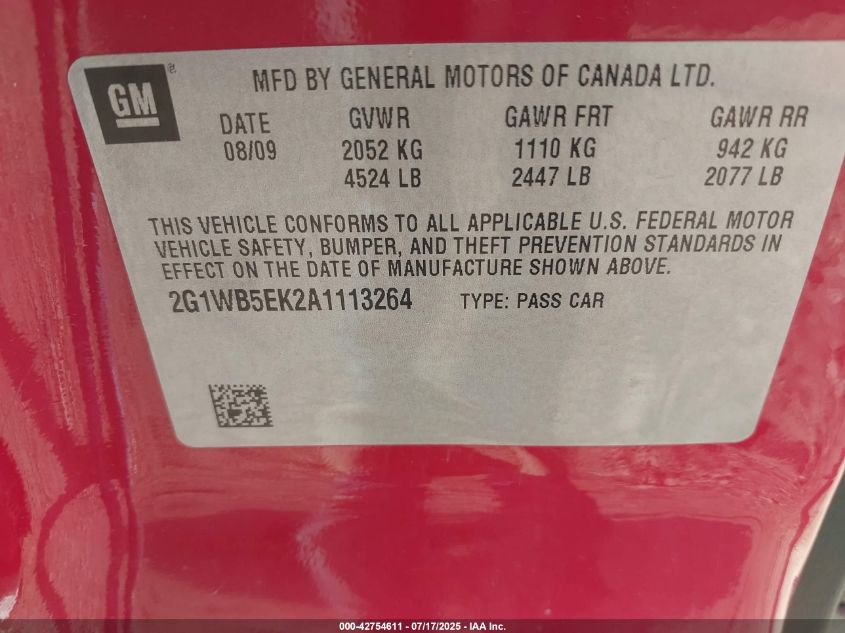 GM
MFD BY GENERAL MOTORS OF CANADA LTD.
DATE GVWR GAWR FRT GAWR RR
08/09 2052 KG 1110 KG 942 KG
4524 LB 2447 LB 2077 LB
THIS VEHICLE CONFORMS TO ALL APPLICABLE U.S. FEDERAL MOTOR
VEHICLE SAFETY, BUMPER, AND THEFT PREVENTION STANDARDS IN
EFFECT ON THE DATE OF MANUFACTURE SHOWN ABOVE.
2G1WB5EK2A1113264 TYPE: PASS CAR
000-42754611 - 07/17/2025 - IAA Inc.